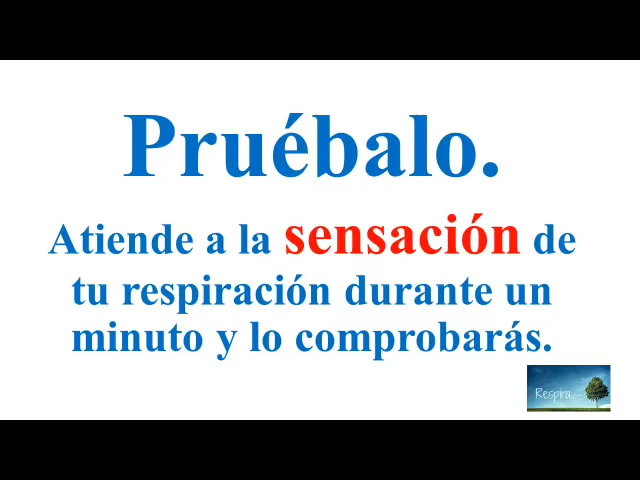 Pruébalo.
Atiende a la sensación de
tu respiración durante un
minuto y lo comprobarás.
Respira...